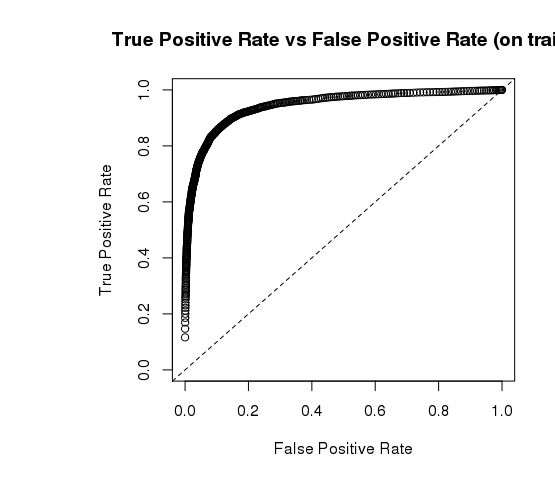 True Positive Rate vs False Positive Rate (on trai
True Positive Rate
1.0
0.8
0.6
0.4
0.2
0.0
0.0 0.2 0.4 0.6 0.8 1.0
False Positive Rate